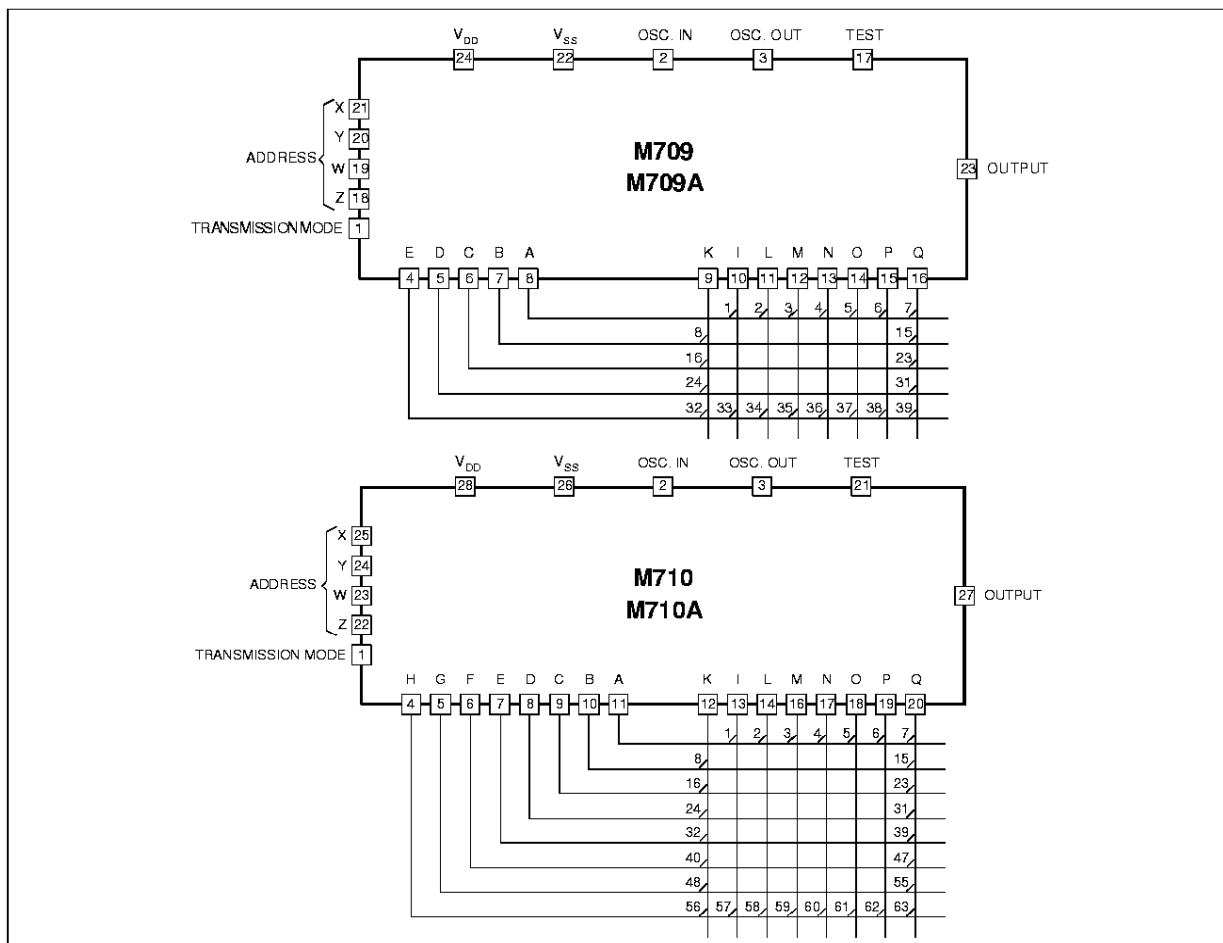 V_DD V_SS OSC. IN OSC. OUT TEST
24 22 2 3 17
X 21
Y 20
ADDRESS
W 19
Z 18
TRANSMISSION MODE 1
M709
M709A
23 OUTPUT
E D C B A K I L M N O P Q
4 5 6 7 8 9 10 11 12 13 14 15 16
1 2 3 4 5 6 7
8 15
16 23
24 31
32 33 34 35 36 37 38 39
V_DD V_SS OSC. IN OSC. OUT TEST
28 26 2 3 21
X 25
Y 24
ADDRESS
W 23
Z 22
TRANSMISSION MODE 1
M710
M710A
27 OUTPUT
H G F E D C B A K I L M N O P Q
4 5 6 7 8 9 10 11 12 13 14 16 17 18 19 20
1 2 3 4 5 6 7
8 15
16 23
24 31
32 39
40 47
48 55
56 57 58 59 60 61 62 63